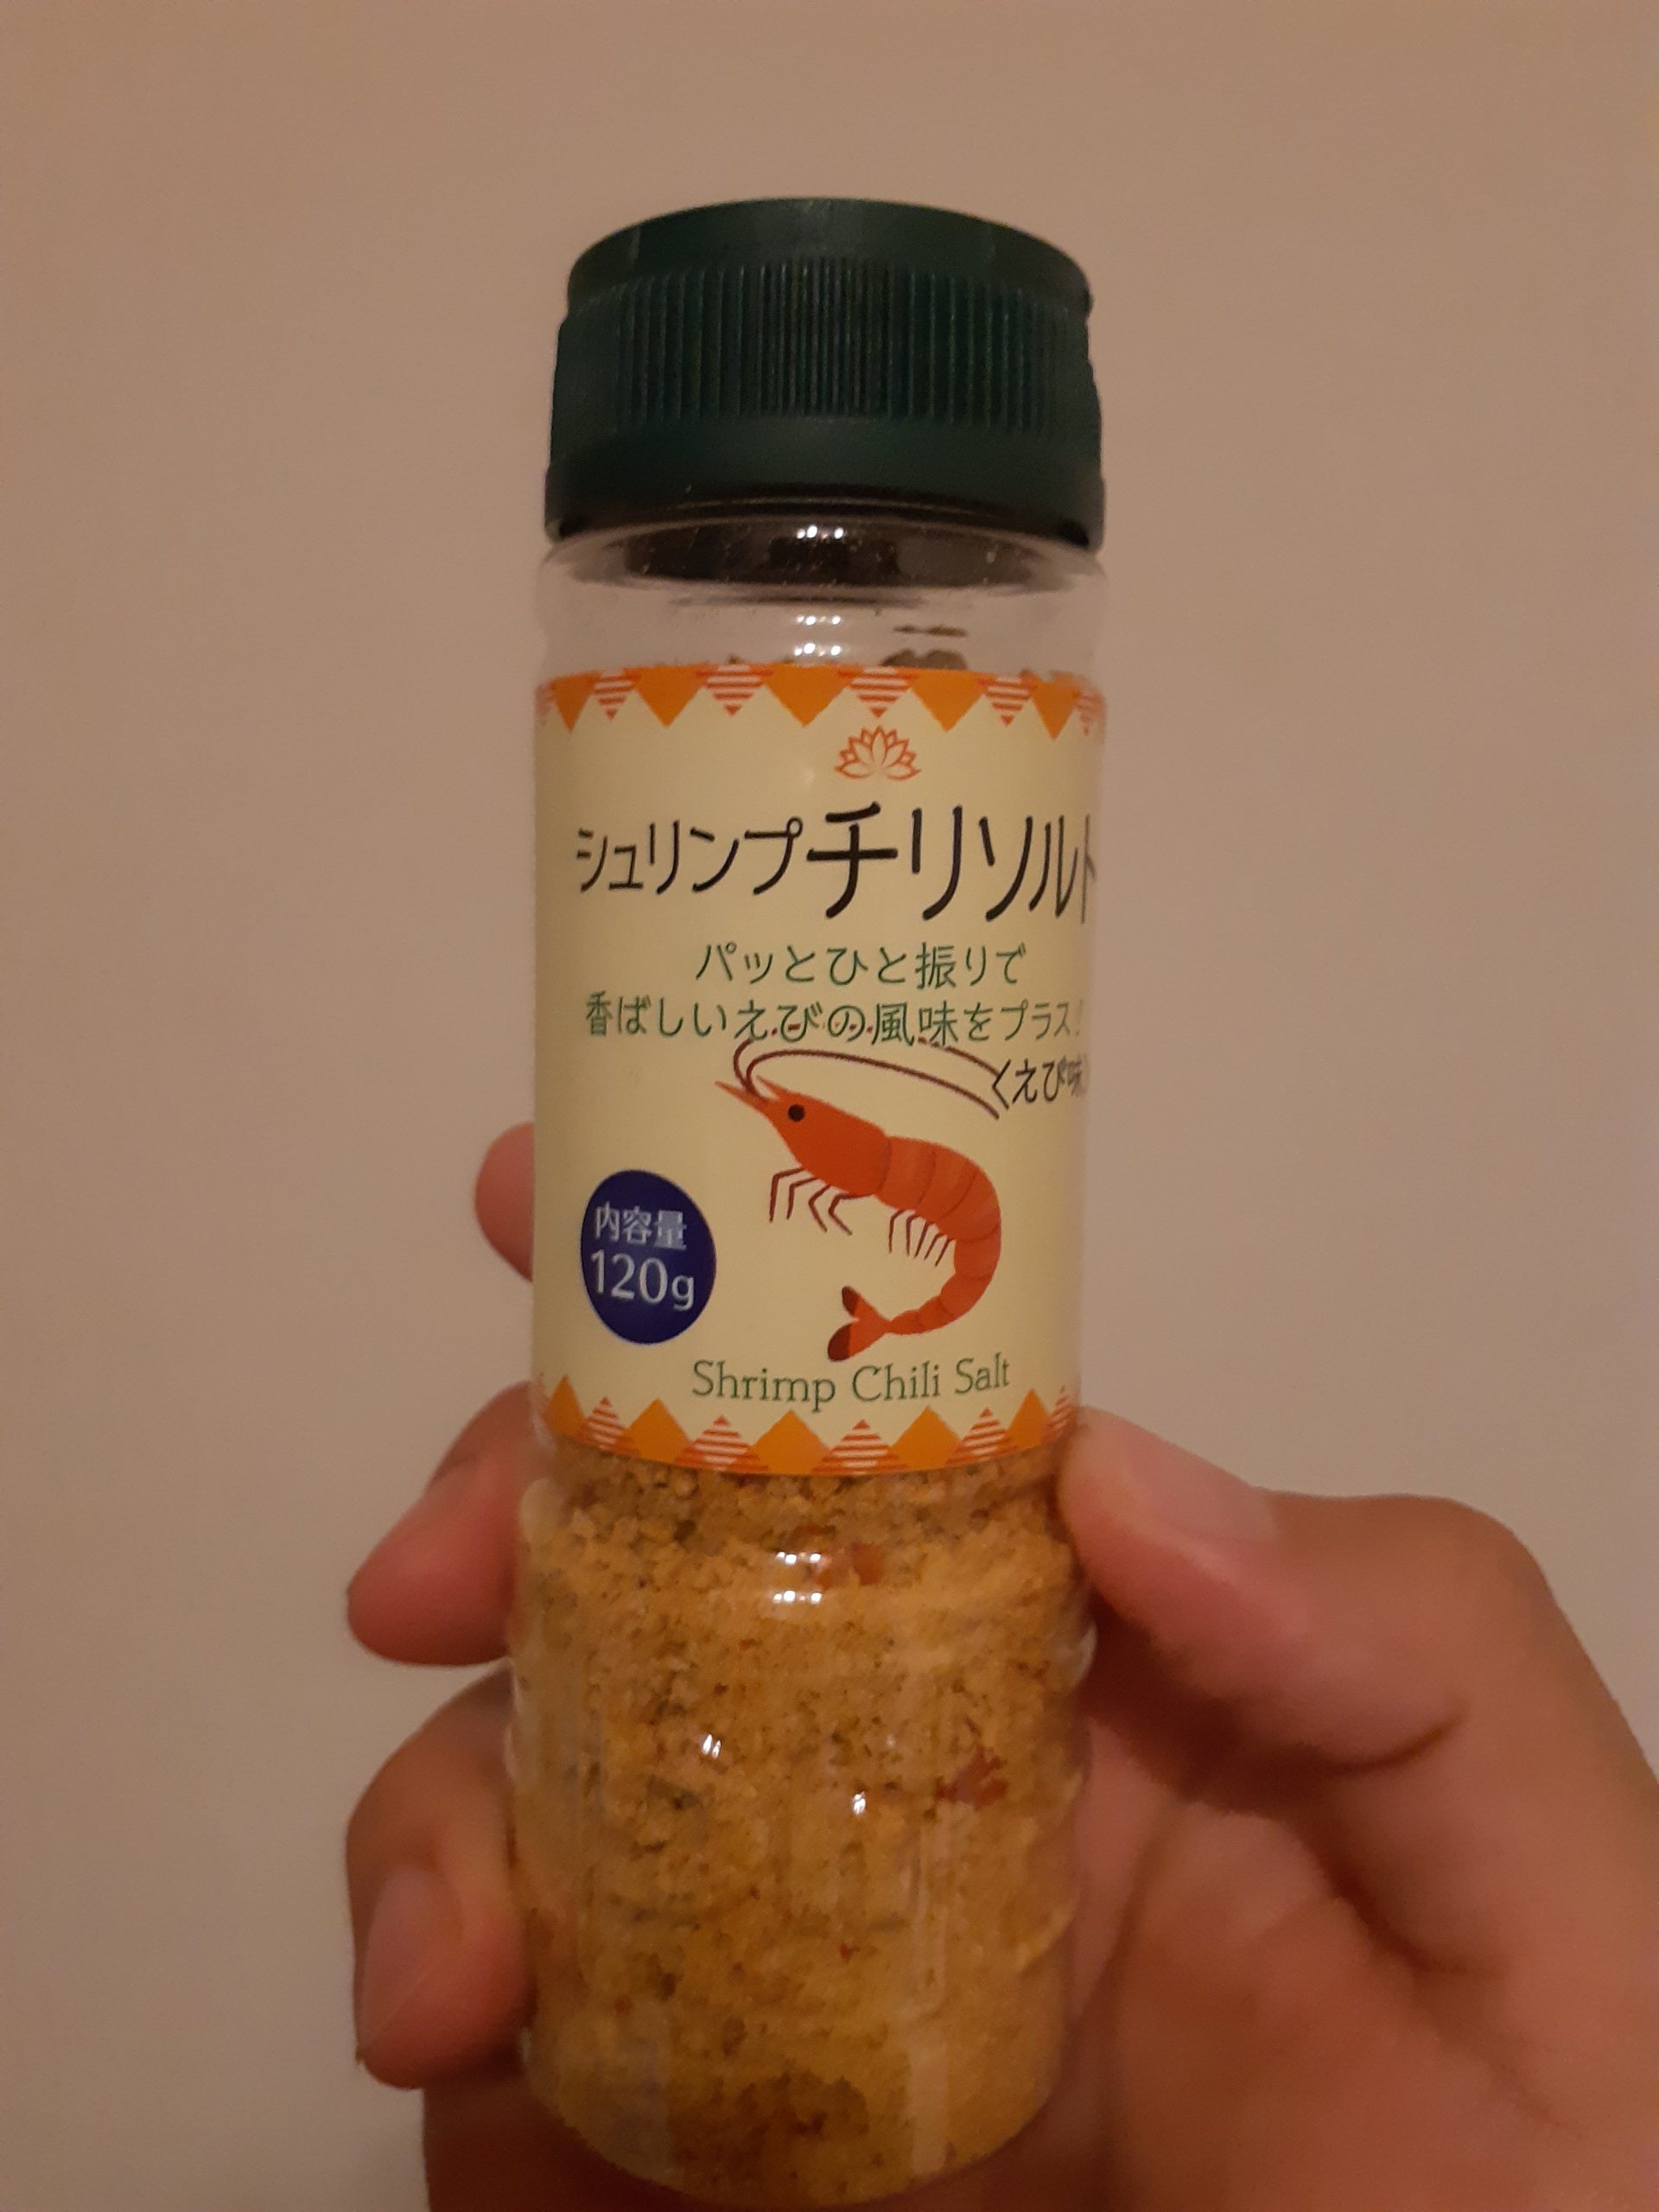 シュリンプチリソルト
パッとひと振りで
香ばしいえびの風味をプラス!
〈えび味〉
内容量
120g
Shrimp Chili Salt